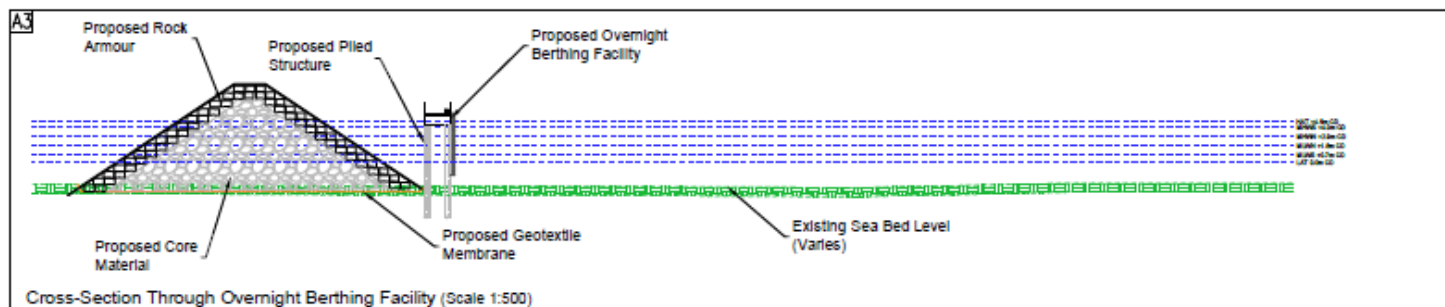 A3
Proposed Rock
Armour
Proposed Piled
Structure
Proposed Overnight
Berthing Facility
Proposed Core
Material
Proposed Geotextile
Membrane
Existing Sea Bed Level
(Varies)
Cross-Section Through Overnight Berthing Facility (Scale 1:500)